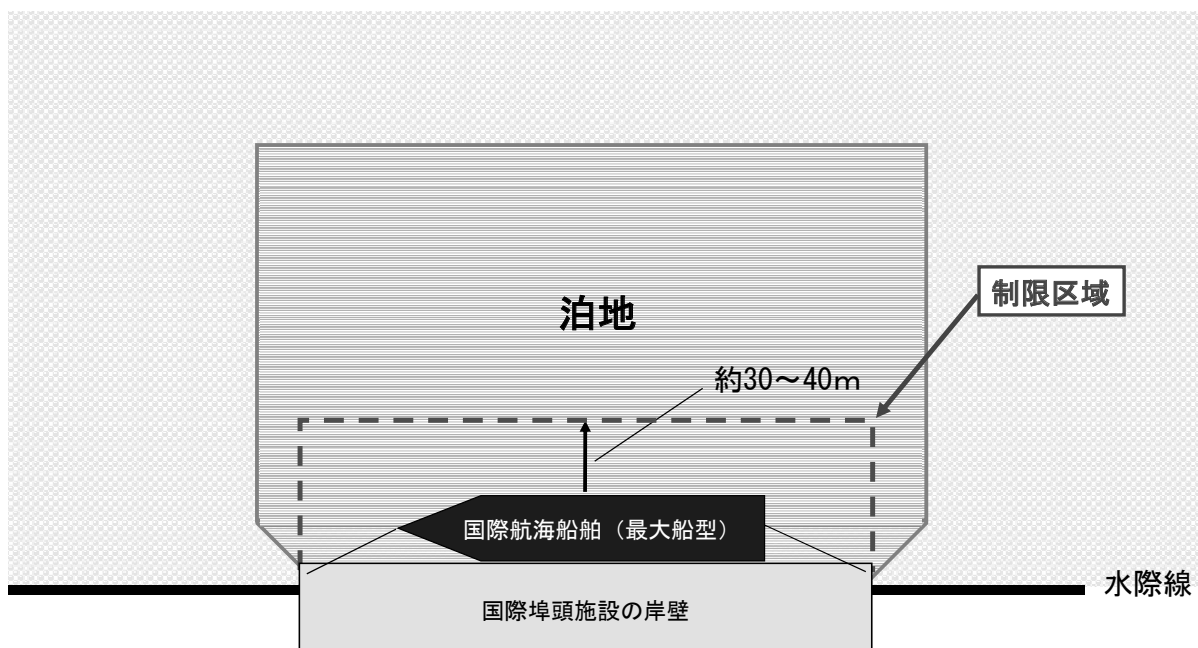 泊地
制限区域
約30～40ｍ
国際航海船舶（最大船型）
水際線
国際埠頭施設の岸壁